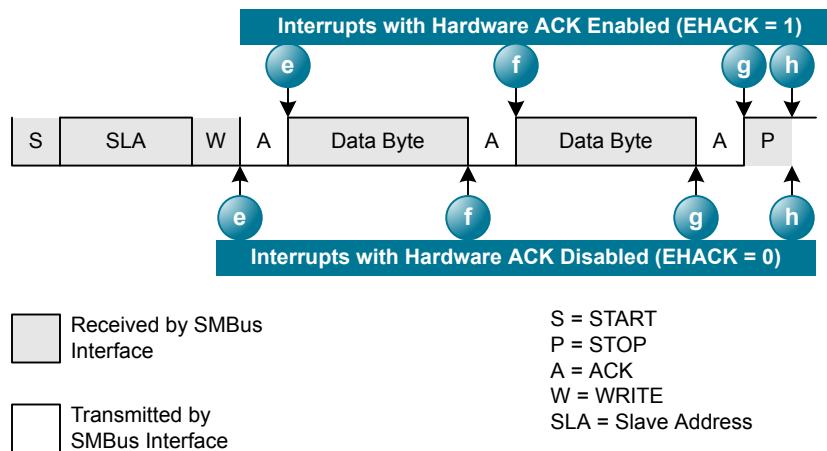 Interrupts with Hardware ACK Enabled (EHACK = 1)
e f g h
S SLA W A Data Byte A Data Byte A P
e f g h
Interrupts with Hardware ACK Disabled (EHACK = 0)
Received by SMBus
Interface
Transmitted by
SMBus Interface
S = START
P = STOP
A = ACK
W = WRITE
SLA = Slave Address